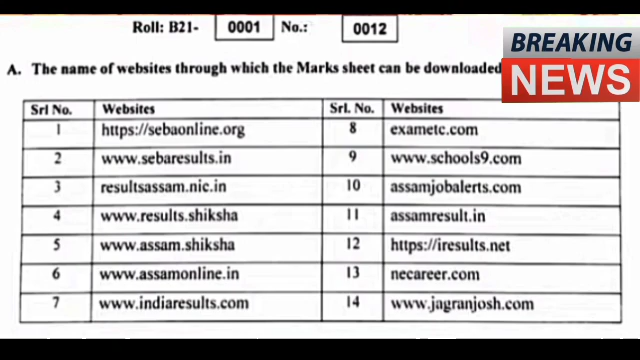 Roll: B21- 0001 No.: 0012
BREAKING
NEWS
A. The name of websites through which the Marks sheet can be downloaded
Srl No. Websites Srl. No. Websites
1 https://sebaonline.org 8 exametc.com
2 www.sebaresults.in 9 www.schools9.com
3 resultsassam.nic.in 10 assamjobalerts.com
4 www.results.shiksha 11 assamresult.in
5 www.assam.shiksha 12 https://iresults.net
6 www.assamonline.in 13 necareer.com
7 www.indiaresults.com 14 www.jagranjosh.com